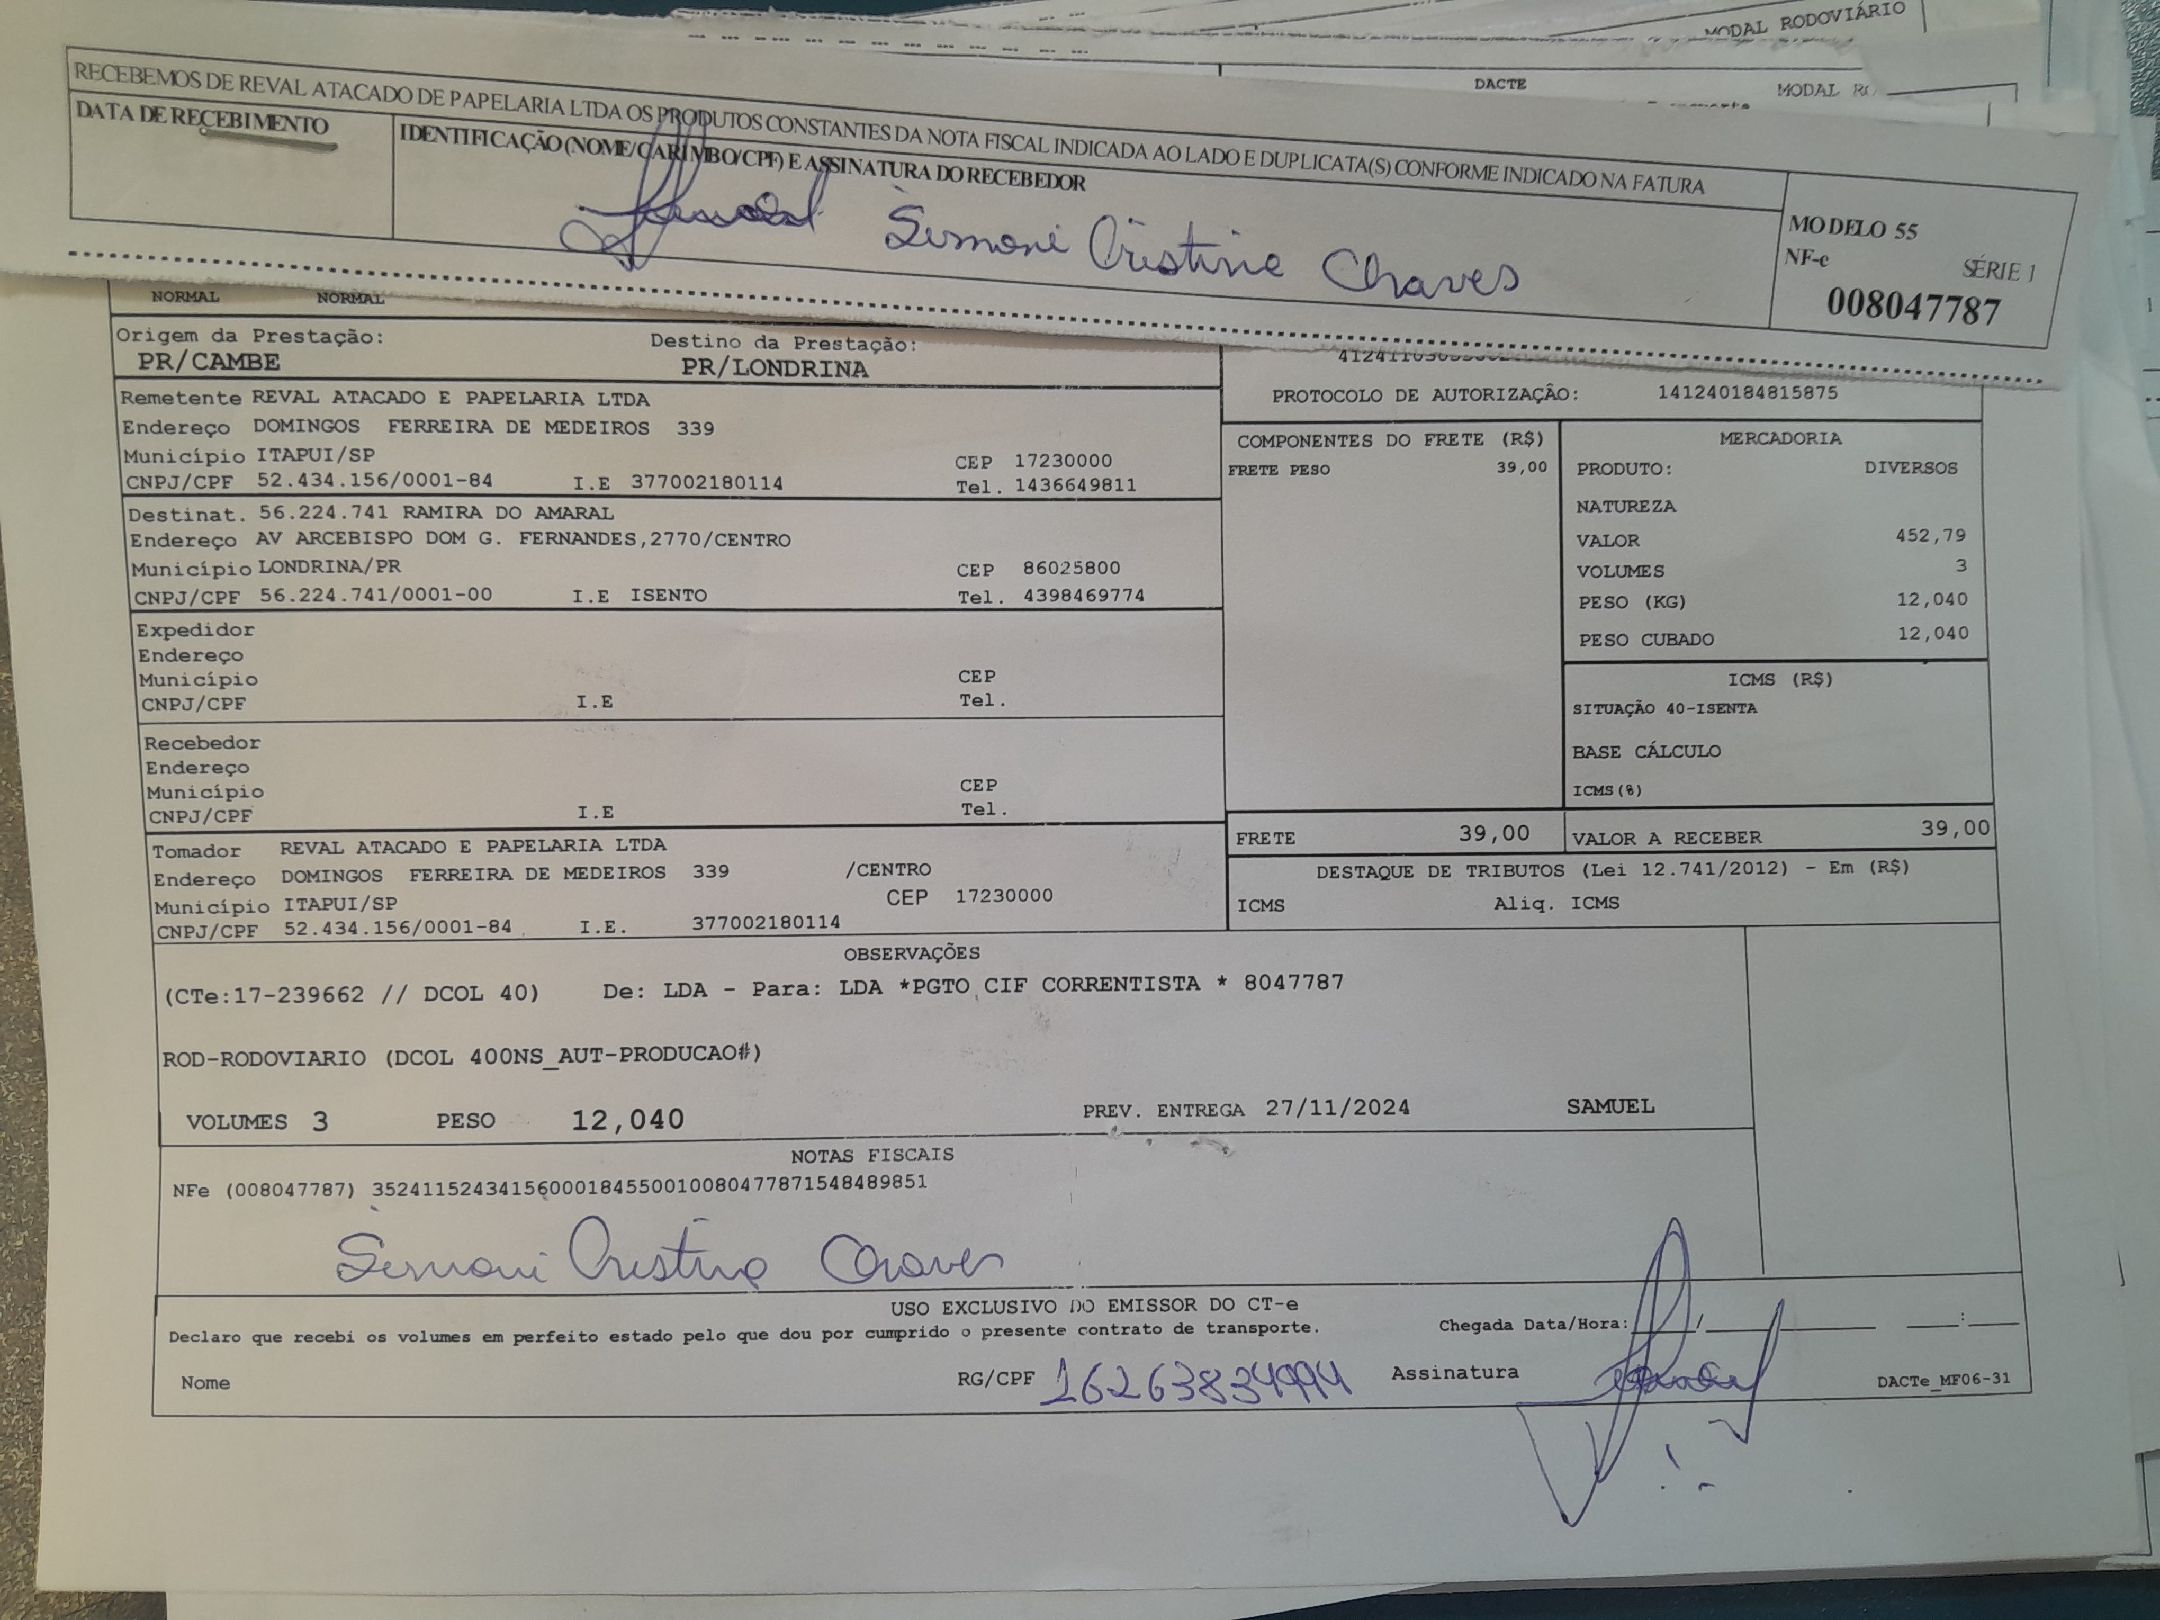 MODAL RODOVIÁRIO
DACTE
MODAL RO
RECEBEMOS DE REVAL ATACADO DE PAPELARIA LTDA OS PRODUTOS CONSTANTES DA NOTA FISCAL INDICADA AO LADO E DUPLICATA(S) CONFORME INDICADO NA FATURA
DATA DE RECEBIMENTO
IDENTIFICAÇÃO (NOME/CARIMBO/CPF) E ASSINATURA DO RECEBEDOR
Simoni Cristine Chaves
MODELO 55
NF-e SÉRIE 1
008047787
NORMAL NORMAL
Origem da Prestação: Destino da Prestação:
PR/CAMBE PR/LONDRINA
PROTOCOLO DE AUTORIZAÇÃO: 141240184815875
Remetente REVAL ATACADO E PAPELARIA LTDA
Endereço DOMINGOS FERREIRA DE MEDEIROS 339
Município ITAPUI/SP CEP 17230000
CNPJ/CPF 52.434.156/0001-84 I.E 377002180114 Tel. 1436649811
Destinat. 56.224.741 RAMIRA DO AMARAL
Endereço AV ARCEBISPO DOM G. FERNANDES,2770/CENTRO
Município LONDRINA/PR CEP 86025800
CNPJ/CPF 56.224.741/0001-00 I.E ISENTO Tel. 4398469774
Expedidor
Endereço
Município CEP
CNPJ/CPF I.E Tel.
Recebedor
Endereço
Município CEP
CNPJ/CPF I.E Tel.
Tomador REVAL ATACADO E PAPELARIA LTDA
Endereço DOMINGOS FERREIRA DE MEDEIROS 339 /CENTRO
Município ITAPUI/SP CEP 17230000
CNPJ/CPF 52.434.156/0001-84 I.E. 377002180114
COMPONENTES DO FRETE (R$)
FRETE PESO 39,00
MERCADORIA
PRODUTO: DIVERSOS
NATUREZA
VALOR 452,79
VOLUMES 3
PESO (KG) 12,040
PESO CUBADO 12,040
ICMS (R$)
SITUAÇÃO 40-ISENTA
BASE CÁLCULO
ICMS(%)
FRETE 39,00 VALOR A RECEBER 39,00
DESTAQUE DE TRIBUTOS (Lei 12.741/2012) - Em (R$)
ICMS Aliq. ICMS
OBSERVAÇÕES
(CTe:17-239662 // DCOL 40) De: LDA - Para: LDA *PGTO CIF CORRENTISTA * 8047787
ROD-RODOVIARIO (DCOL 400NS_AUT-PRODUCAO#)
VOLUMES 3 PESO 12,040 PREV. ENTREGA 27/11/2024 SAMUEL
NOTAS FISCAIS
NFe (008047787) 35241152434156000184550010080477871548489851
Simoni Cristine Chaves
USO EXCLUSIVO DO EMISSOR DO CT-e
Declaro que recebi os volumes em perfeito estado pelo que dou por cumprido o presente contrato de transporte. Chegada Data/Hora: / :
Nome RG/CPF 16263834994 Assinatura DACTe_MF06-31